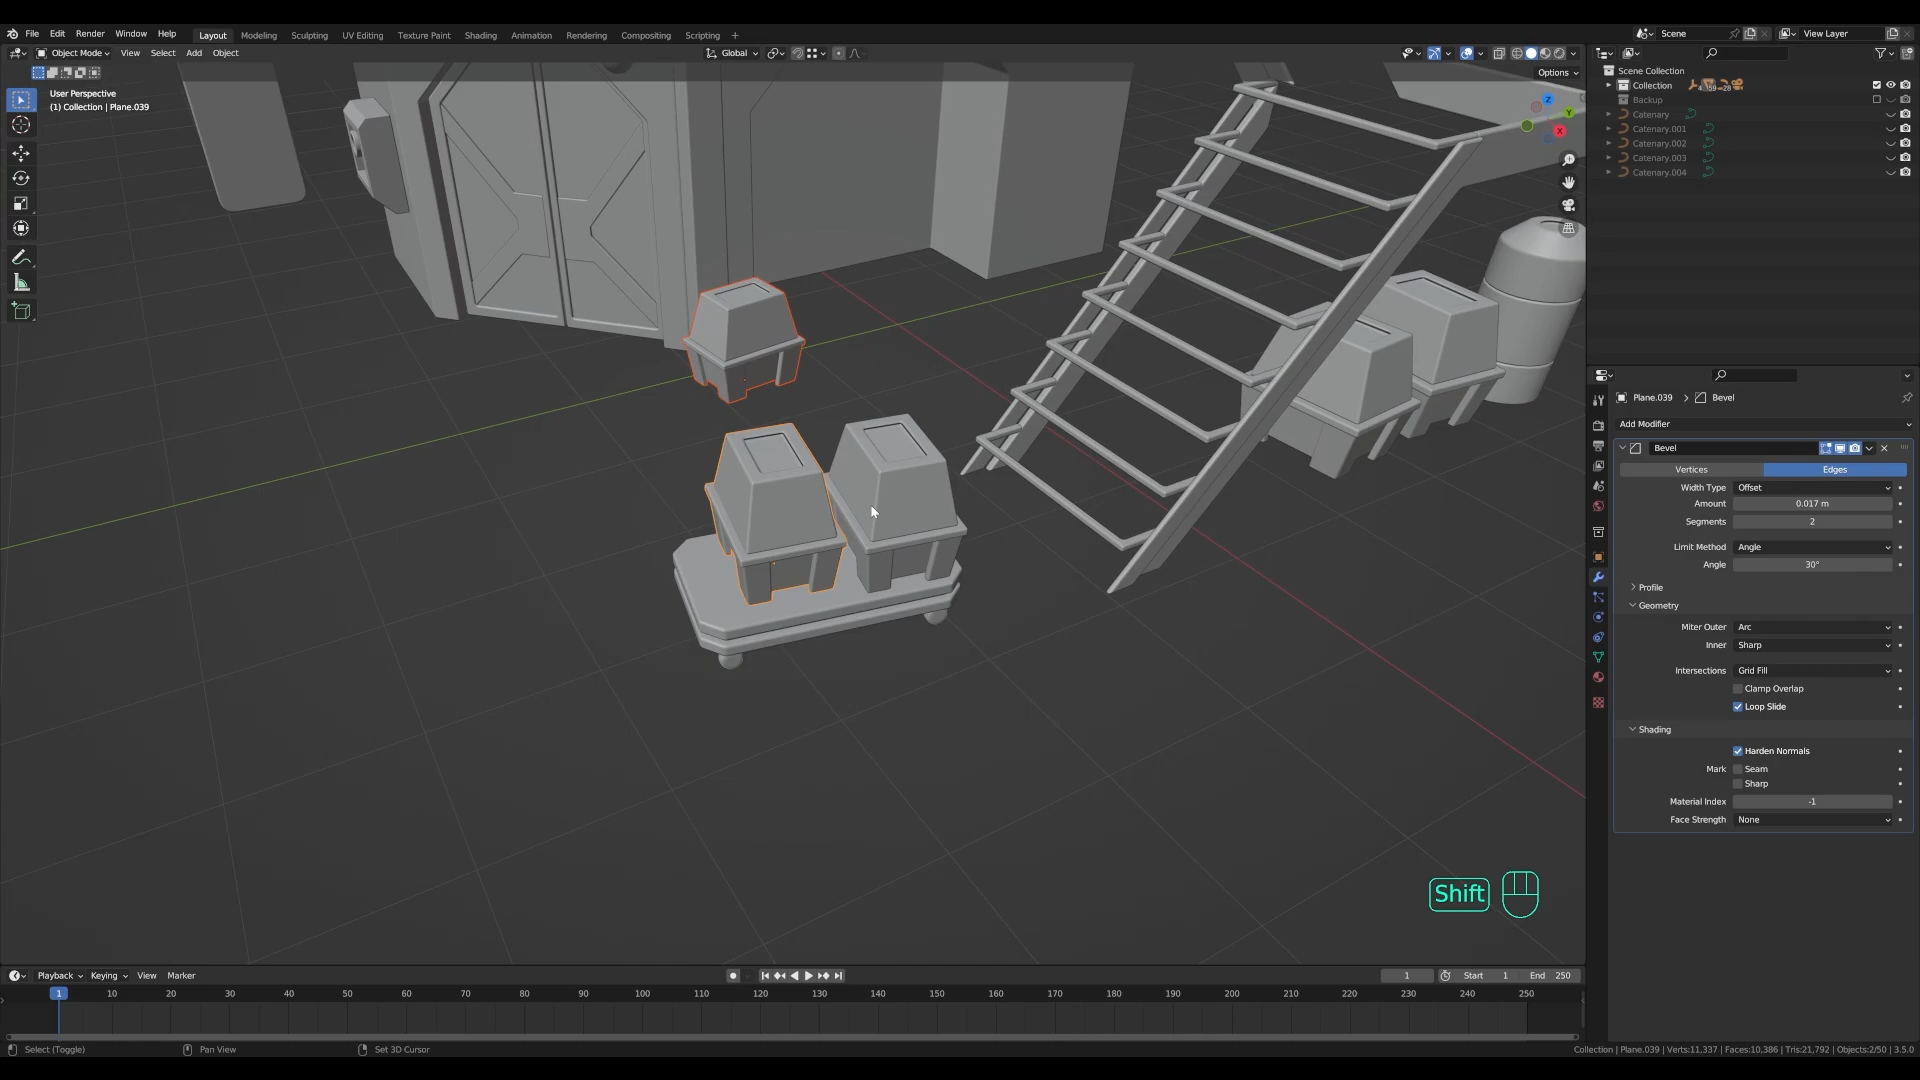 File Edit Render Window Help Layout Modeling Sculpting UV Editing Texture Paint Shading Animation Rendering Compositing Scripting + Scene View Layer
Object Mode View Select Add Object Global
Options
User Perspective
(1) Collection | Plane.039
Z
Y
X
Scene Collection
Collection
Backup
Catenary
Catenary.001
Catenary.002
Catenary.003
Catenary.004
Plane.039 > Bevel
Add Modifier
Bevel
Vertices Edges
Width Type Offset
Amount 0.017 m
Segments 2
Limit Method Angle
Angle 30°
Profile
Geometry
Miter Outer Arc
Inner Sharp
Intersections Grid Fill
Clamp Overlap
Loop Slide
Shading
Harden Normals
Mark Seam
Sharp
Material Index -1
Face Strength None
Shift
Playback Keying View Marker 1 Start 1 End 250
1 10 20 30 40 50 60 70 80 90 100 110 120 130 140 150 160 170 180 190 200 210 220 230 240 250
Select (Toggle) Pan View Set 3D Cursor Collection | Plane.039 | Verts:11,337 | Faces:10,386 | Tris:21,792 | Objects:2/50 | 3.5.0